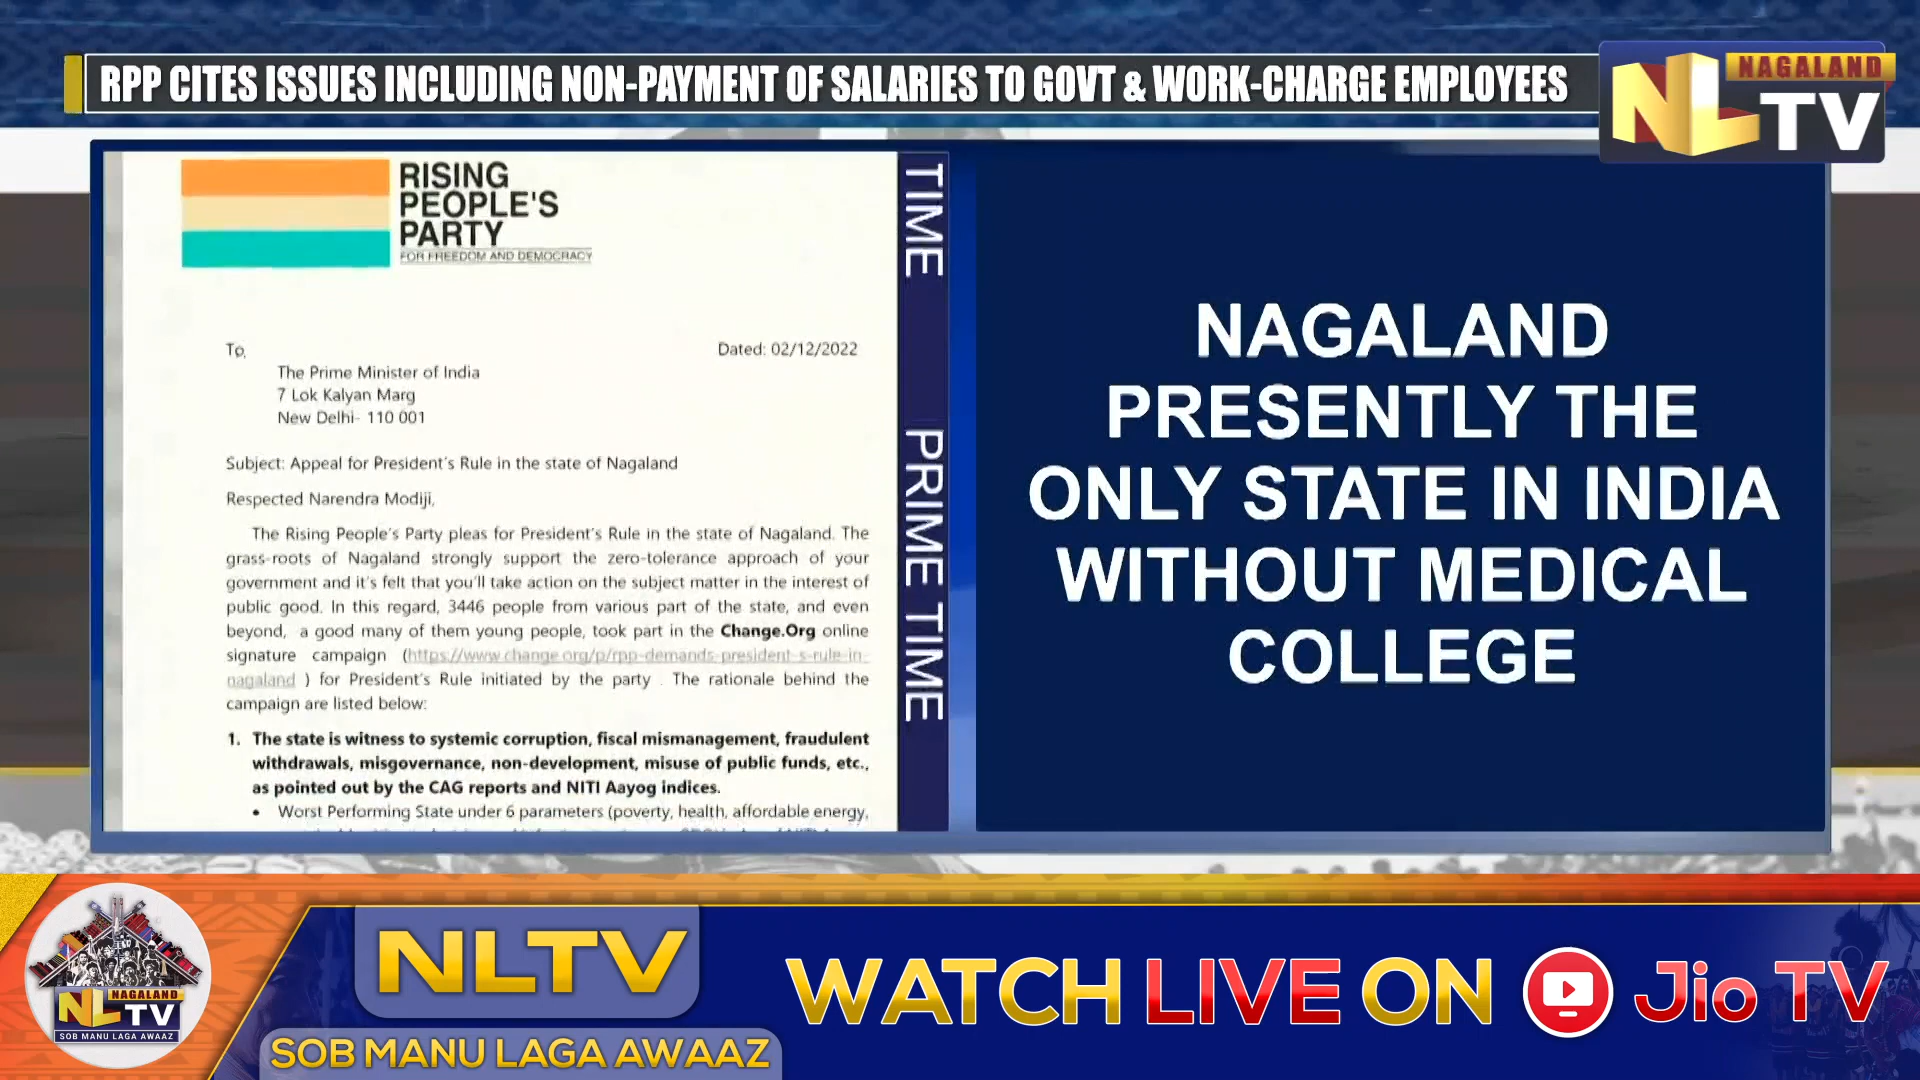 RPP CITES ISSUES INCLUDING NON-PAYMENT OF SALARIES TO GOVT & WORK-CHARGE EMPLOYEES
NAGALAND
NLTV
RISING
PEOPLE'S
PARTY
FOR FREEDOM AND DEMOCRACY
To,
Dated: 02/12/2022
The Prime Minister of India
7 Lok Kalyan Marg
New Delhi- 110 001
Subject: Appeal for President's Rule in the state of Nagaland
Respected Narendra Modiji,
The Rising People's Party pleas for President's Rule in the state of Nagaland. The
grass-roots of Nagaland strongly support the zero-tolerance approach of your
government and it's felt that you'll take action on the subject matter in the interest of
public good. In this regard, 3446 people from various part of the state, and even
beyond, a good many of them young people, took part in the Change.Org online
signature campaign (https://www.change.org/p/rpp-demands-president-s-rule-in-
nagaland ) for President's Rule initiated by the party . The rationale behind the
campaign are listed below:
1. The state is witness to systemic corruption, fiscal mismanagement, fraudulent
withdrawals, misgovernance, non-development, misuse of public funds, etc.,
as pointed out by the CAG reports and NITI Aayog indices.
• Worst Performing State under 6 parameters (poverty, health, affordable energy,
TIME
PRIME TIME
NAGALAND
PRESENTLY THE
ONLY STATE IN INDIA
WITHOUT MEDICAL
COLLEGE
NAGALAND
NLTV
SOB MANU LAGA AWAAZ
NLTV
SOB MANU LAGA AWAAZ
WATCH LIVE ON
Jio TV